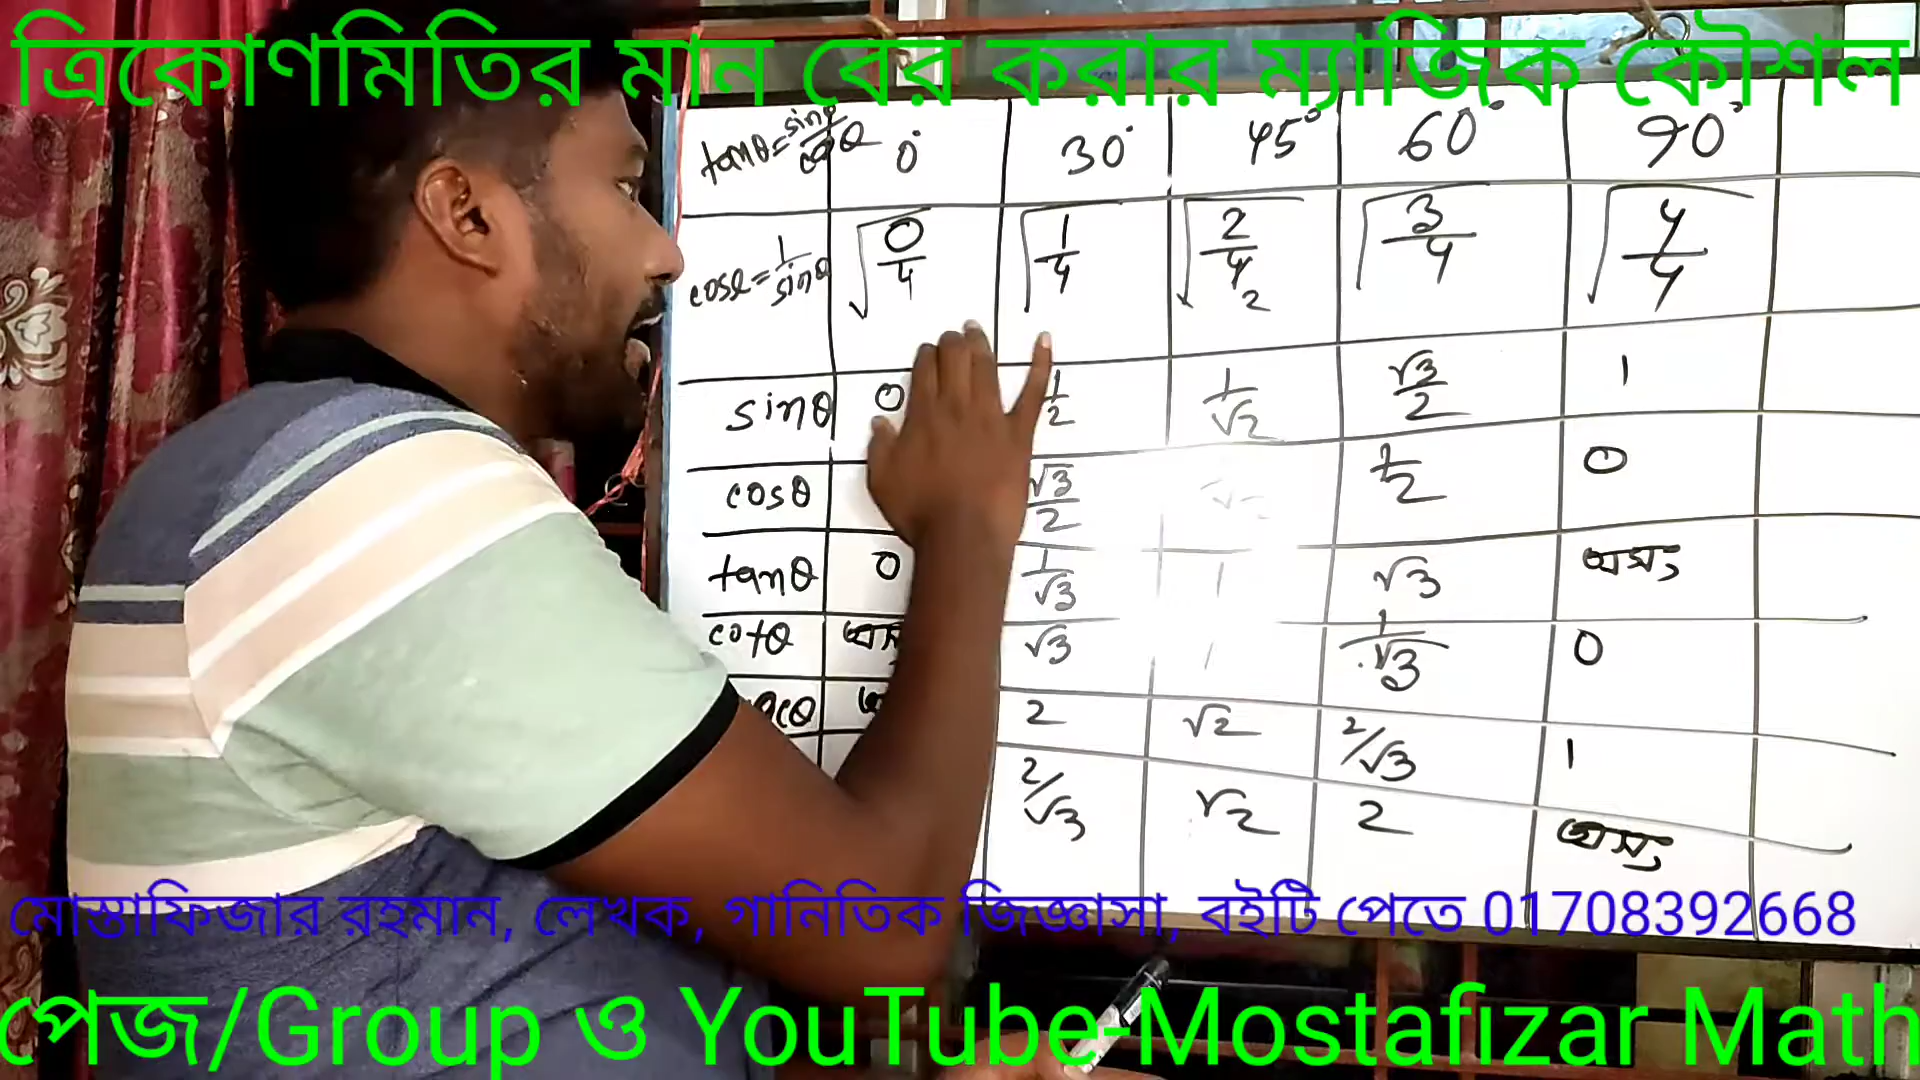 ত্রিকোণমিতির মান বের করার ম্যাজিক কৌশল
tanθ=sinθ/cosθ 0° 30° 45° 60° 90°
cose=1/sinθ √0/4 √1/4 √2/4 2 √3/4 √4/4
sinθ 0 1/2 1/√2 √3/2 1
cosθ √3/2 1/2 0
tanθ 0 1/√3 1 √3 অসং
cotθ অস √3 1 1/√3 0
2 √2 2/√3 1
2/√3 √2 2 অসং
মোস্তাফিজার রহমান, লেখক, গানিতিক জিজ্ঞাসা, বইটি পেতে 01708392668
পেজ/Group ও YouTube-Mostafizar Math